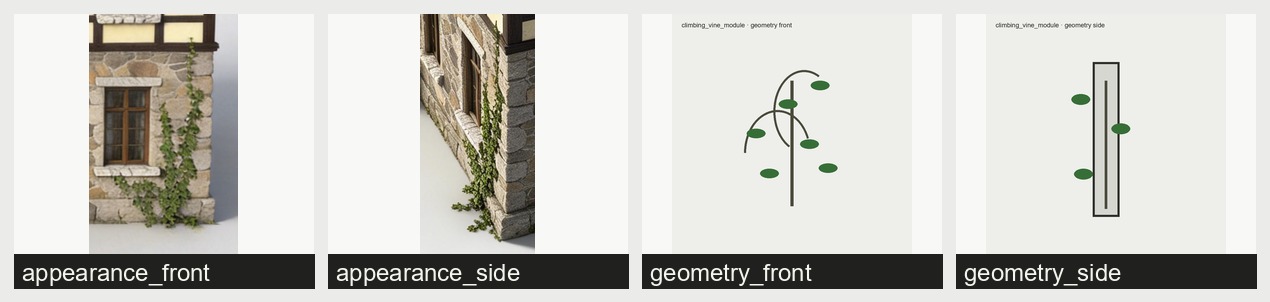 climbing_vine_module · geometry front
climbing_vine_module · geometry side
appearance_front
appearance_side
geometry_front
geometry_side